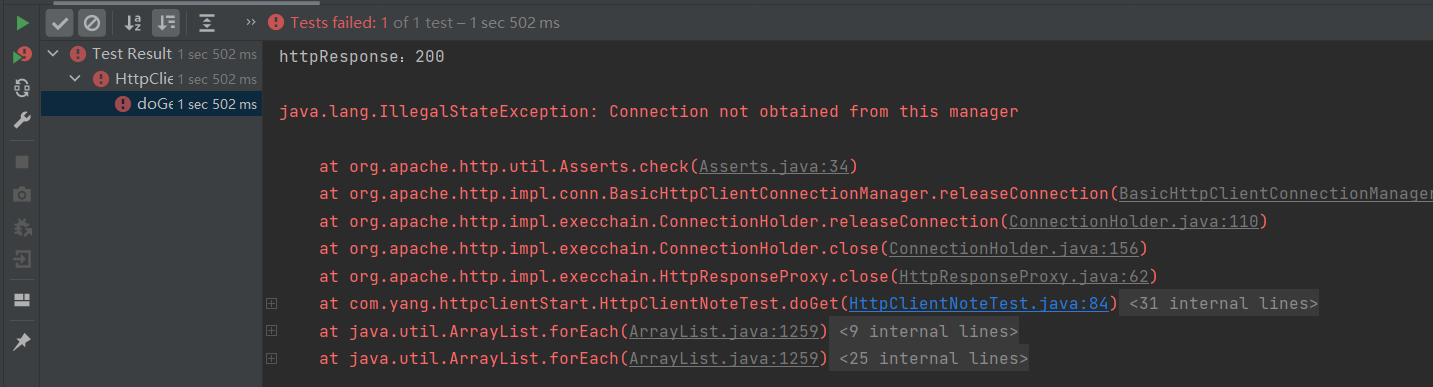 Tests failed: 1 of 1 test – 1 sec 502 ms
Test Result 1 sec 502 ms
HttpClie 1 sec 502 ms
doGe 1 sec 502 ms
httpResponse：200
java.lang.IllegalStateException: Connection not obtained from this manager
at org.apache.http.util.Asserts.check(Asserts.java:34)
at org.apache.http.impl.conn.BasicHttpClientConnectionManager.releaseConnection(BasicHttpClientConnectionManager
at org.apache.http.impl.execchain.ConnectionHolder.releaseConnection(ConnectionHolder.java:110)
at org.apache.http.impl.execchain.ConnectionHolder.close(ConnectionHolder.java:156)
at org.apache.http.impl.execchain.HttpResponseProxy.close(HttpResponseProxy.java:62)
at com.yang.httpclientStart.HttpClientNoteTest.doGet(HttpClientNoteTest.java:84) <31 internal lines>
at java.util.ArrayList.forEach(ArrayList.java:1259) <9 internal lines>
at java.util.ArrayList.forEach(ArrayList.java:1259) <25 internal lines>